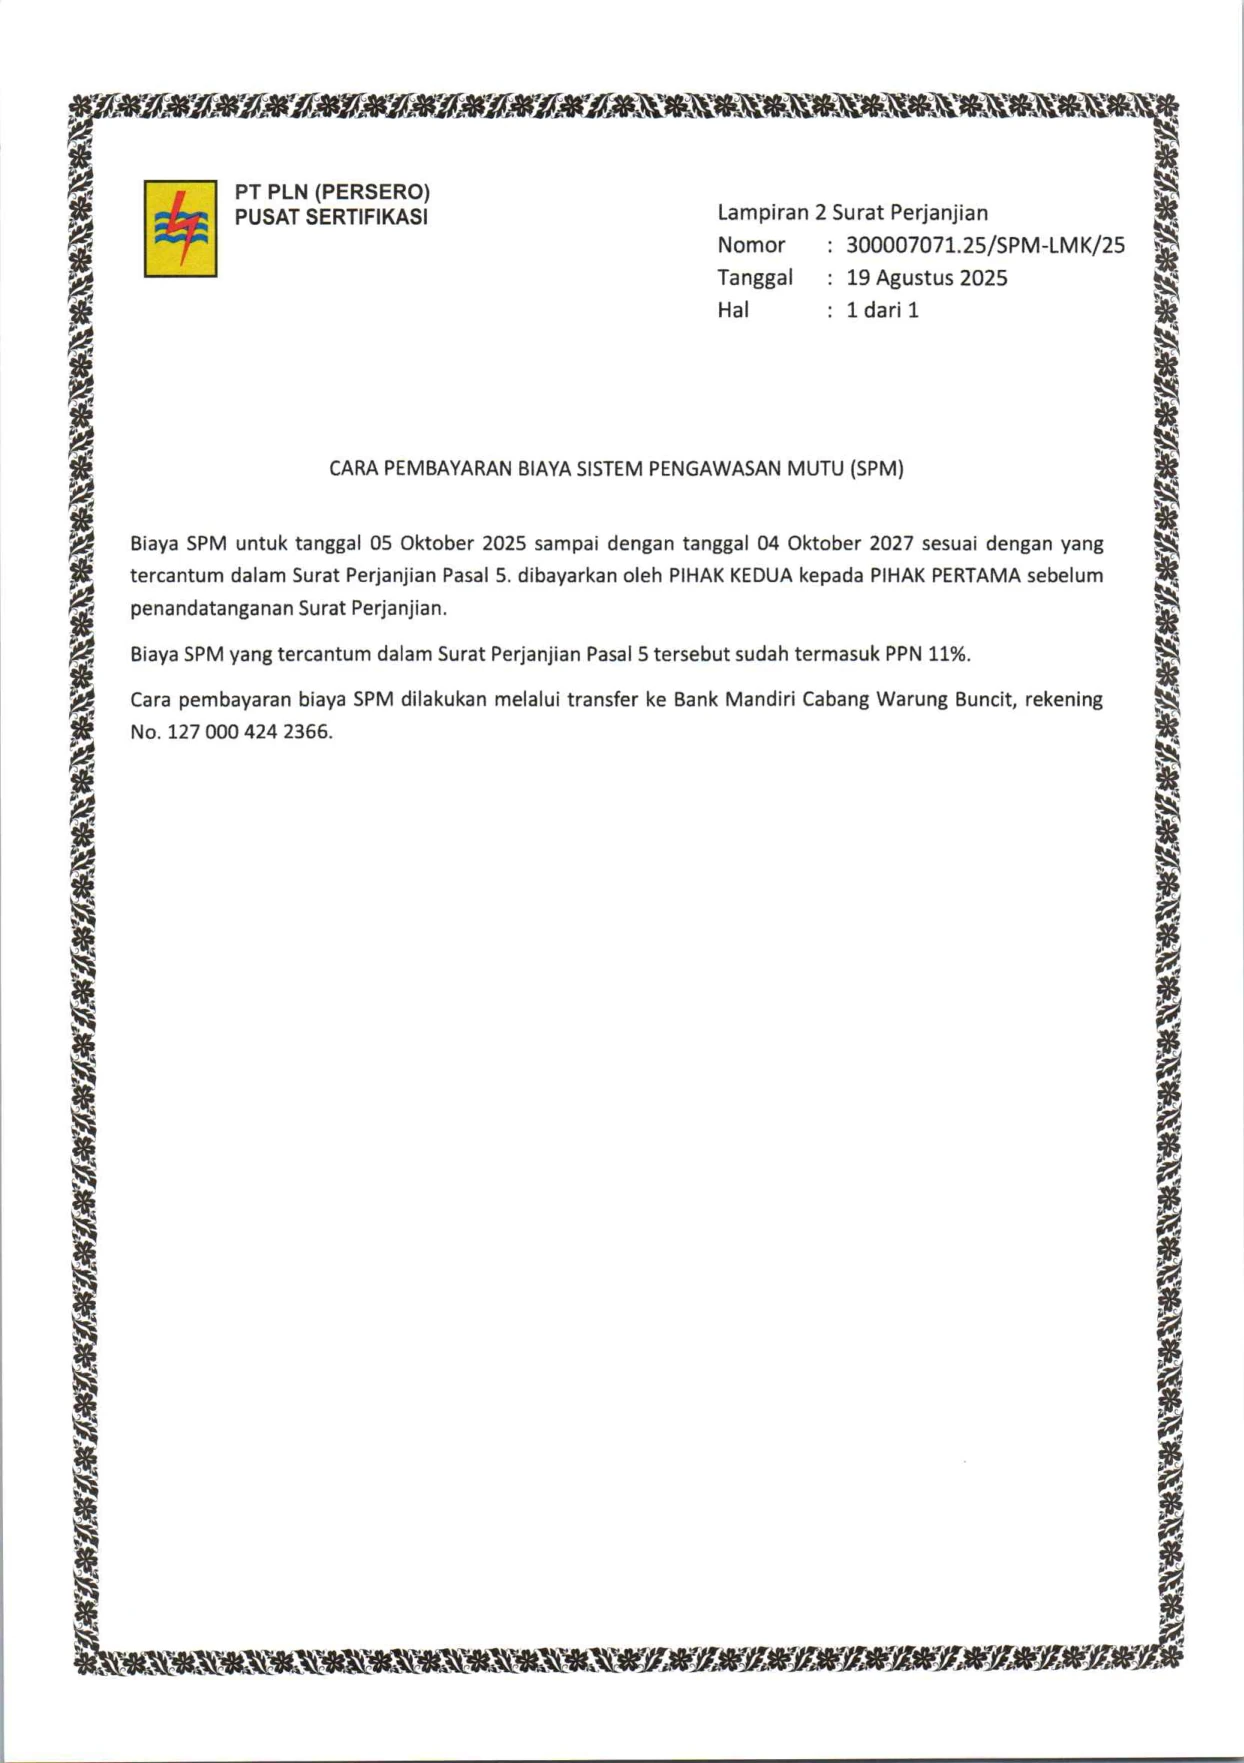 PT PLN (PERSERO)
PUSAT SERTIFIKASI
Lampiran 2 Surat Perjanjian
Nomor : 300007071.25/SPM-LMK/25
Tanggal : 19 Agustus 2025
Hal : 1 dari 1
CARA PEMBAYARAN BIAYA SISTEM PENGAWASAN MUTU (SPM)
Biaya SPM untuk tanggal 05 Oktober 2025 sampai dengan tanggal 04 Oktober 2027 sesuai dengan yang
tercantum dalam Surat Perjanjian Pasal 5. dibayarkan oleh PIHAK KEDUA kepada PIHAK PERTAMA sebelum
penandatanganan Surat Perjanjian.
Biaya SPM yang tercantum dalam Surat Perjanjian Pasal 5 tersebut sudah termasuk PPN 11%.
Cara pembayaran biaya SPM dilakukan melalui transfer ke Bank Mandiri Cabang Warung Buncit, rekening
No. 127 000 424 2366.